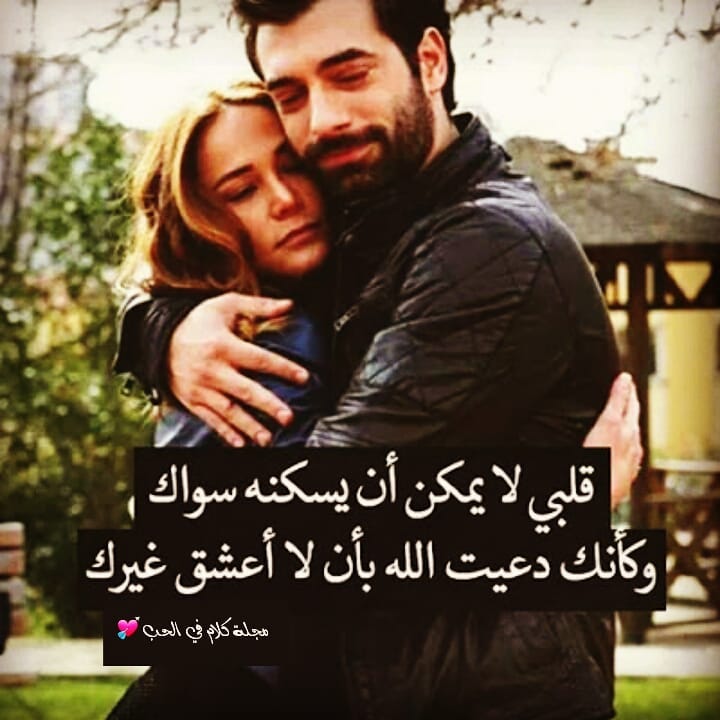 قلبي لا يمكن أن يسكنه سواك
وكأنك دعيت الله بأن لا أعشق غيرك
مجلة كلام في الحب 💘